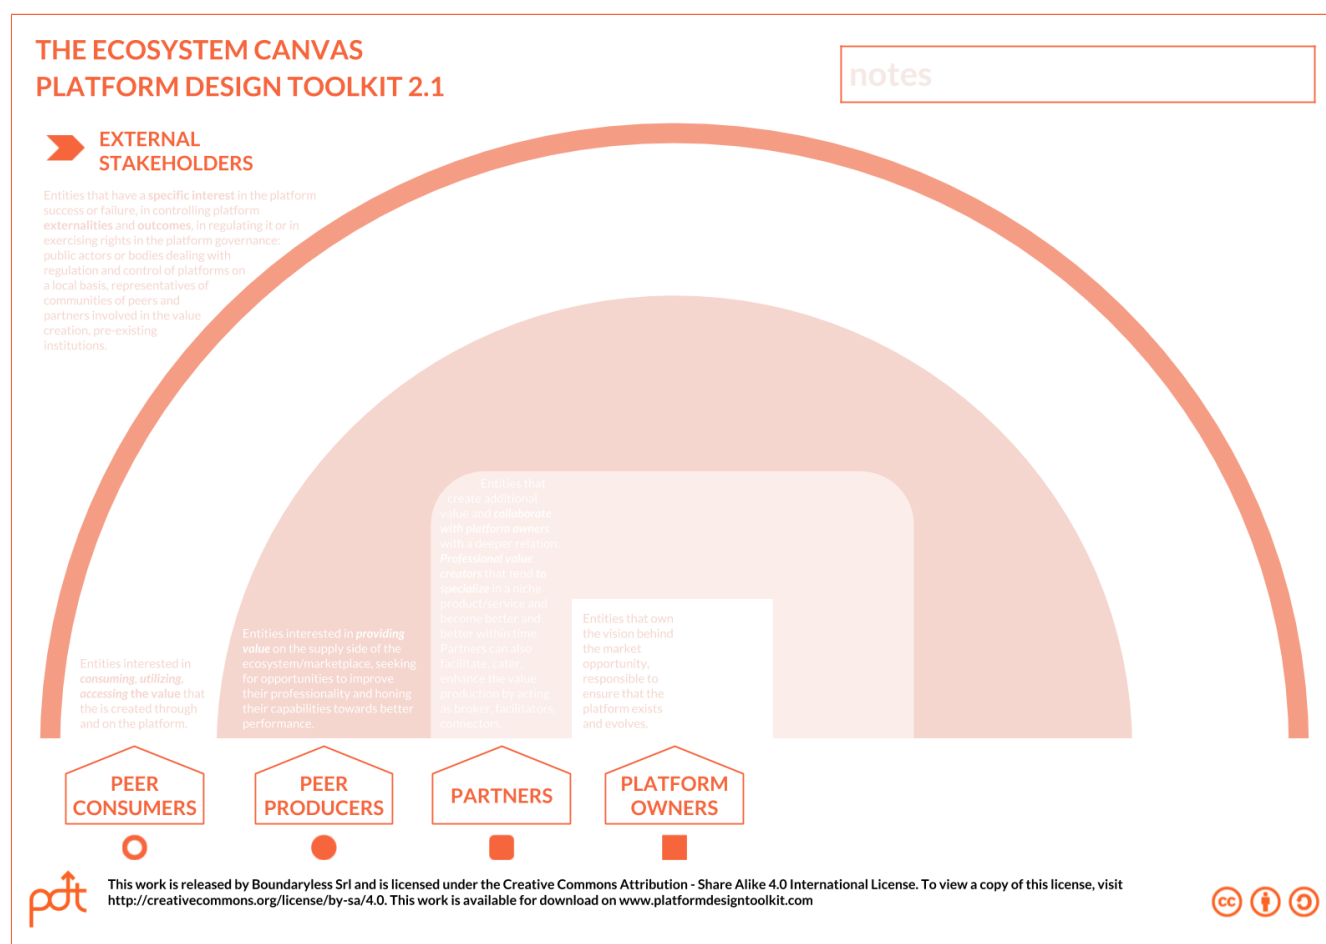 THE ECOSYSTEM CANVAS
PLATFORM DESIGN TOOLKIT 2.1
notes
EXTERNAL
STAKEHOLDERS
Entities that have a specific interest in the platform
success or failure, in controlling platform
externalities and outcomes, in regulating it or in
exercising rights in the platform governance:
public actors or bodies dealing with
regulation and control of platforms on
a local basis, representatives of
communities of peers and
partners involved in the value
creation, pre-existing
institutions.
Entities interested in
consuming, utilizing,
accessing the value that
the is created through
and on the platform.
Entities interested in providing
value on the supply side of the
ecosystem/marketplace, seeking
for opportunities to improve
their professionality and honing
their capabilities towards better
performance.
Entities that
create additional
value and collaborate
with platform owners
with a deeper relation.
Professional value
creators that tend to
specialize in a niche
product/service and
become better and
better within time.
Partners can also
facilitate, cater,
enhance the value
production by acting
as broker, facilitators,
connectors.
Entities that own
the vision behind
the market
opportunity,
responsible to
ensure that the
platform exists
and evolves.
PEER
CONSUMERS
PEER
PRODUCERS
PARTNERS
PLATFORM
OWNERS
pdt
This work is released by Boundaryless Srl and is licensed under the Creative Commons Attribution - Share Alike 4.0 International License. To view a copy of this license, visit
http://creativecommons.org/license/by-sa/4.0. This work is available for download on www.platformdesigntoolkit.com
cc